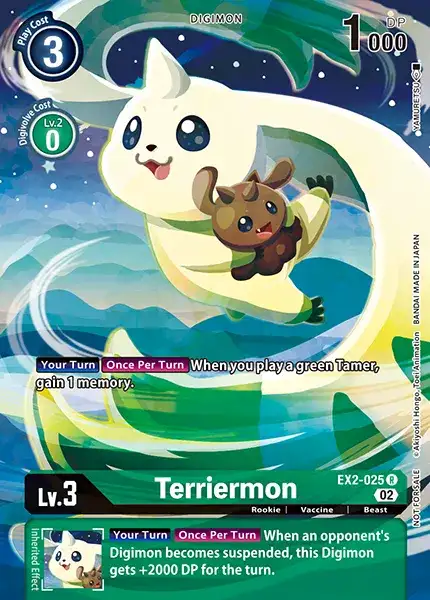 DIGIMON
Play Cost
3
1000
DP
Digivolve Cost
Lv.2
0
YAMURETSU
©Akiyoshi Hongo, Toei Animation BANDAI MADE IN JAPAN
NOT FOR SALE
Your Turn Once Per Turn When you play a green Tamer,
gain 1 memory.
EX2-025 R
02
Lv.3
Terriermon
Rookie | Vaccine | Beast
Inherited Effect
Your Turn Once Per Turn When an opponent's
Digimon becomes suspended, this Digimon
gets +2000 DP for the turn.